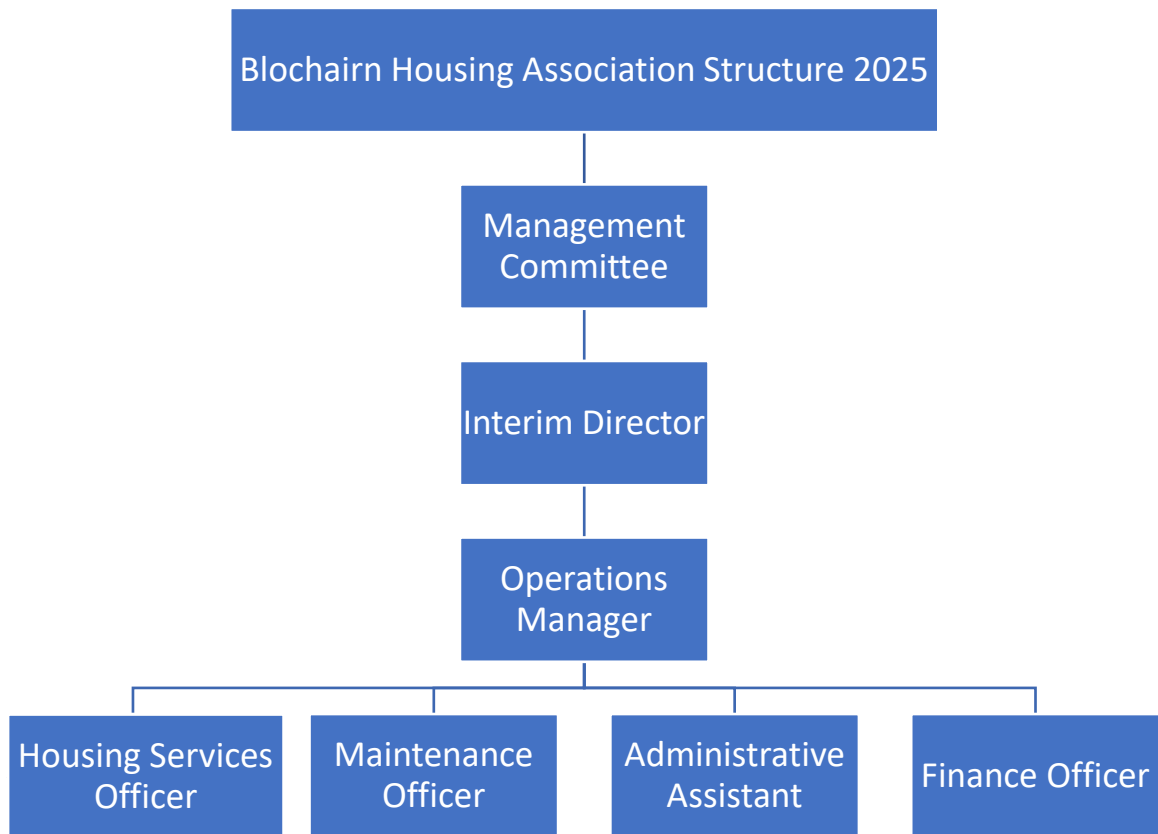 Blochairn Housing Association Structure 2025
Management
Committee
Interim Director
Operations
Manager
Housing Services
Officer
Maintenance
Officer
Administrative
Assistant
Finance Officer